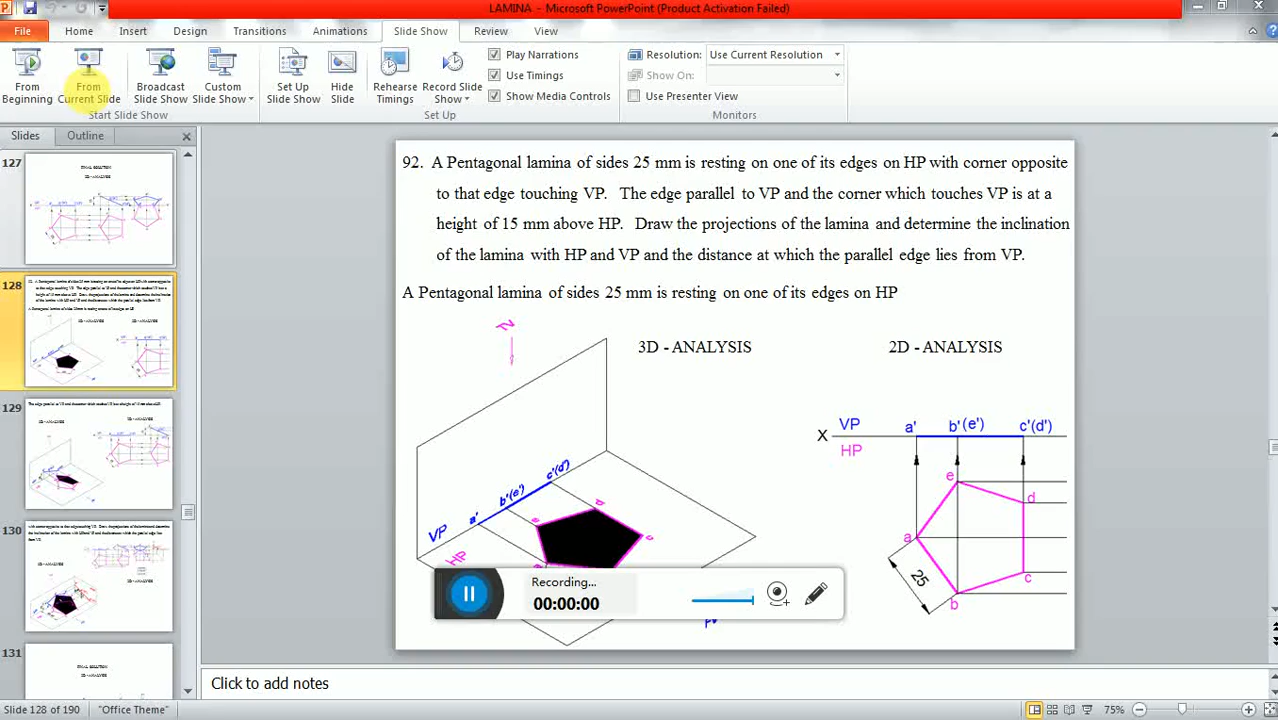 LAMINA - Microsoft PowerPoint (Product Activation Failed)
File Home Insert Design Transitions Animations Slide Show Review View
From Beginning
From Current Slide
Broadcast Slide Show
Custom Slide Show
Set Up Slide Show
Hide Slide
Rehearse Timings
Record Slide Show
Play Narrations
Use Timings
Show Media Controls
Resolution: Use Current Resolution
Show On:
Use Presenter View
Start Slide Show
Set Up
Monitors
Slides Outline
127
128
129
130
131
92. A Pentagonal lamina of sides 25 mm is resting on one of its edges on HP with corner opposite
to that edge touching VP. The edge parallel to VP and the corner which touches VP is at a
height of 15 mm above HP. Draw the projections of the lamina and determine the inclination
of the lamina with HP and VP and the distance at which the parallel edge lies from VP.
A Pentagonal lamina of sides 25 mm is resting on one of its edges on HP
3D - ANALYSIS
2D - ANALYSIS
VP
HP
a'
b'(e')
c'(d')
X
VP
HP
a' b'(e') c'(d')
e
d
a
c
b
25
Recording...
00:00:00
Click to add notes
Slide 128 of 190 "Office Theme" 75%